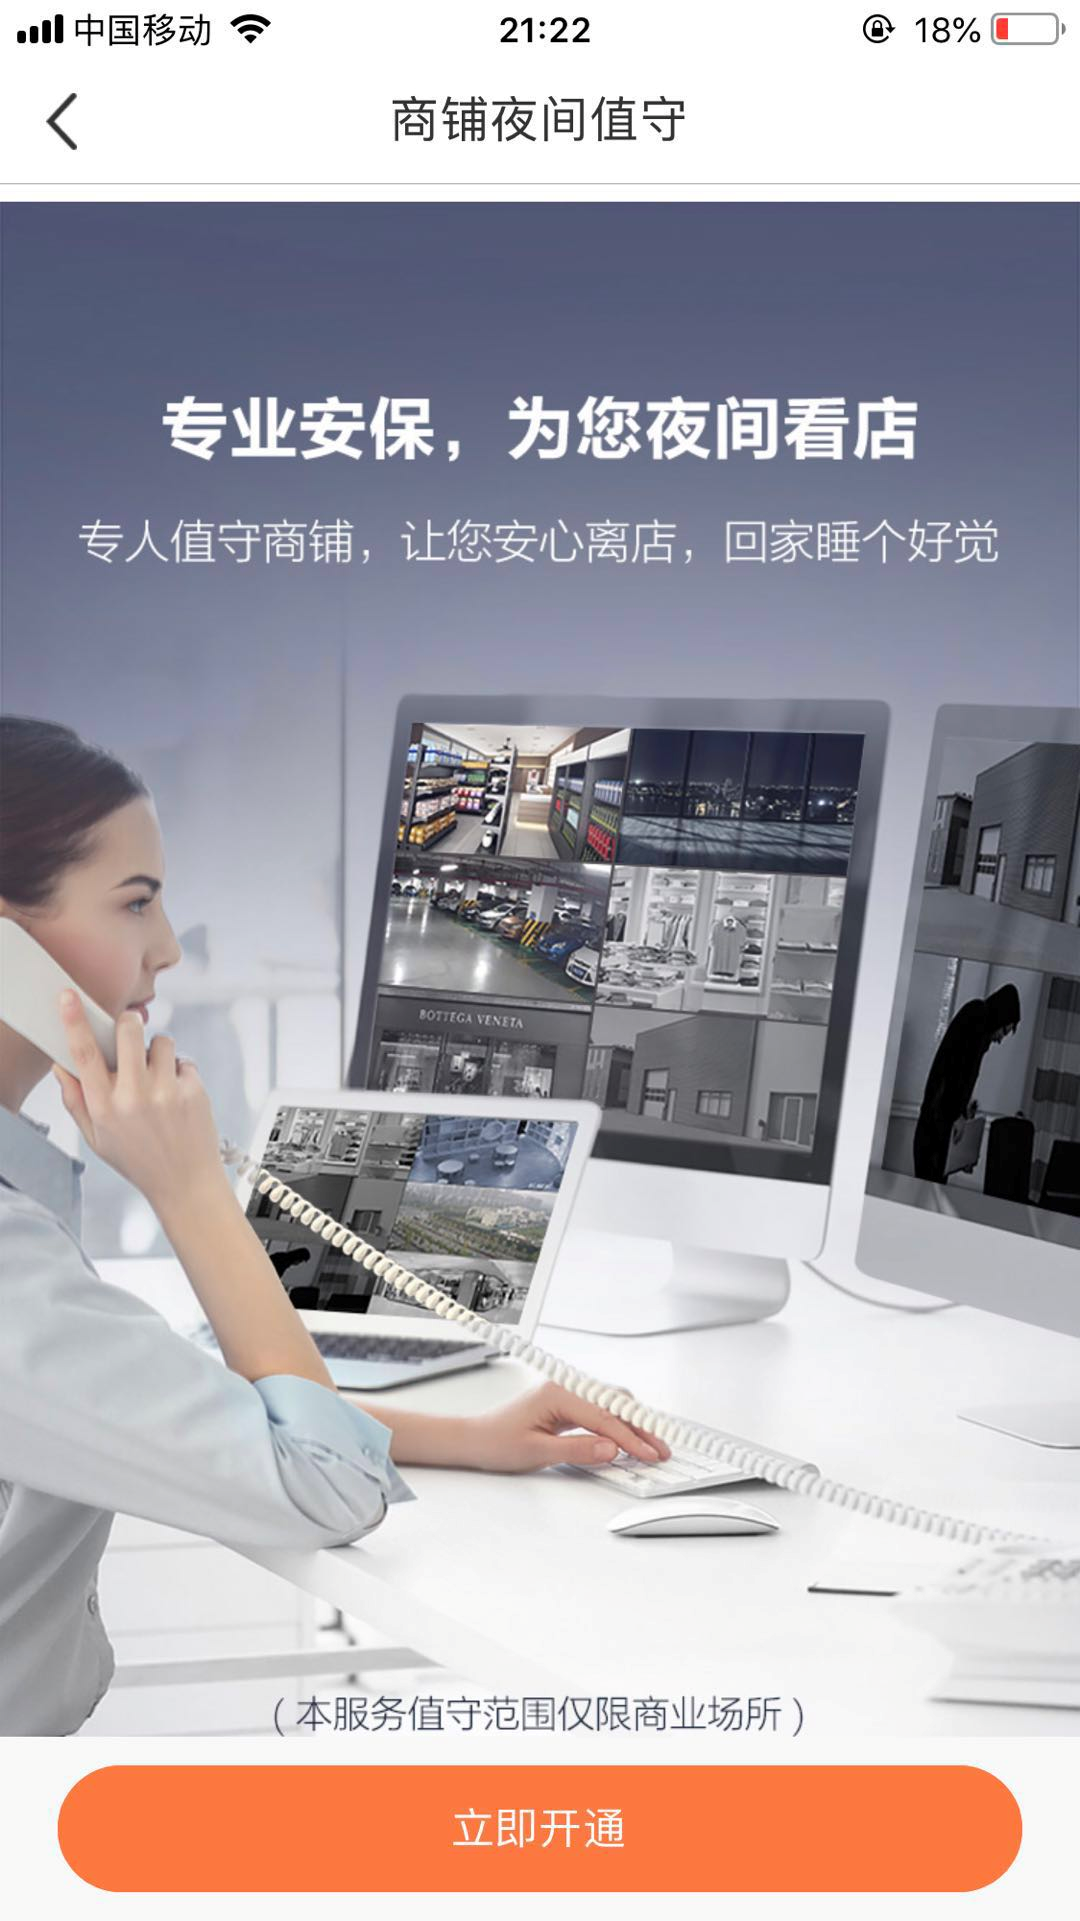 中国移动
21:22
18%
商铺夜间值守
专业安保，为您夜间看店
专人值守商铺，让您安心离店，回家睡个好觉
BOTTEGA VENETA
（本服务值守范围仅限商业场所）
立即开通